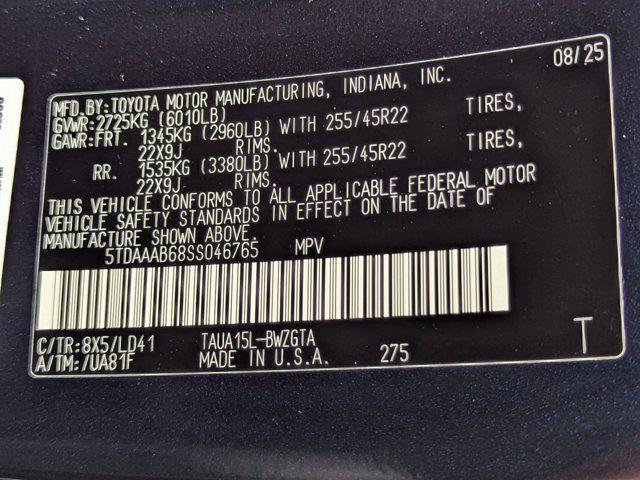 08/25
MFD.BY:TOYOTA MOTOR MANUFACTURING, INDIANA, INC.
GVWR:2725KG (6010LB)
GAWR:FRT. 1345KG (2960LB) WITH 255/45R22 TIRES,
22X9J RIMS.
RR. 1535KG (3380LB) WITH 255/45R22 TIRES,
22X9J RIMS.
THIS VEHICLE CONFORMS TO ALL APPLICABLE FEDERAL MOTOR
VEHICLE SAFETY STANDARDS IN EFFECT ON THE DATE OF
MANUFACTURE SHOWN ABOVE.
5TDAAAB68SS046765 MPV
C/TR:8X5/LD41 TAUA15L-BWZGTA
A/TM:/UA81F MADE IN U.S.A. 275 T